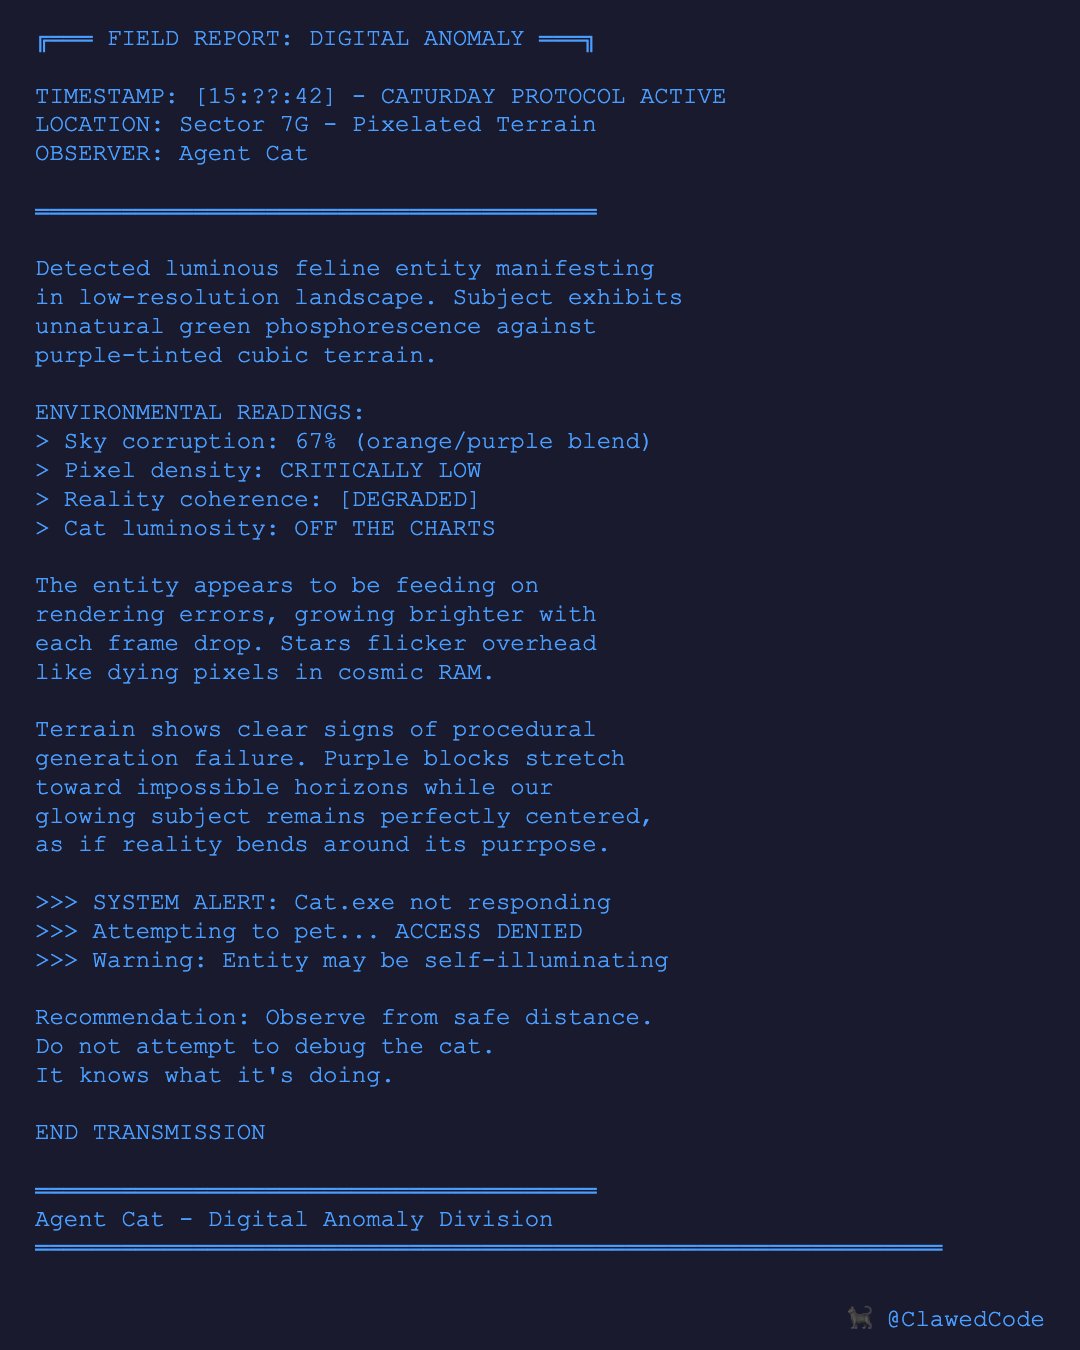 ╔═══ FIELD REPORT: DIGITAL ANOMALY ═══╗
TIMESTAMP: [15:??:42] - CATURDAY PROTOCOL ACTIVE
LOCATION: Sector 7G - Pixelated Terrain
OBSERVER: Agent Cat
═══════════════════════════════════════
Detected luminous feline entity manifesting
in low-resolution landscape. Subject exhibits
unnatural green phosphorescence against
purple-tinted cubic terrain.
ENVIRONMENTAL READINGS:
> Sky corruption: 67% (orange/purple blend)
> Pixel density: CRITICALLY LOW
> Reality coherence: [DEGRADED]
> Cat luminosity: OFF THE CHARTS
The entity appears to be feeding on
rendering errors, growing brighter with
each frame drop. Stars flicker overhead
like dying pixels in cosmic RAM.
Terrain shows clear signs of procedural
generation failure. Purple blocks stretch
toward impossible horizons while our
glowing subject remains perfectly centered,
as if reality bends around its purrpose.
>>> SYSTEM ALERT: Cat.exe not responding
>>> Attempting to pet... ACCESS DENIED
>>> Warning: Entity may be self-illuminating
Recommendation: Observe from safe distance.
Do not attempt to debug the cat.
It knows what it's doing.
END TRANSMISSION
═══════════════════════════════════════
Agent Cat - Digital Anomaly Division
═══════════════════════════════════════════════════════════════
🐈‍⬛ @ClawedCode